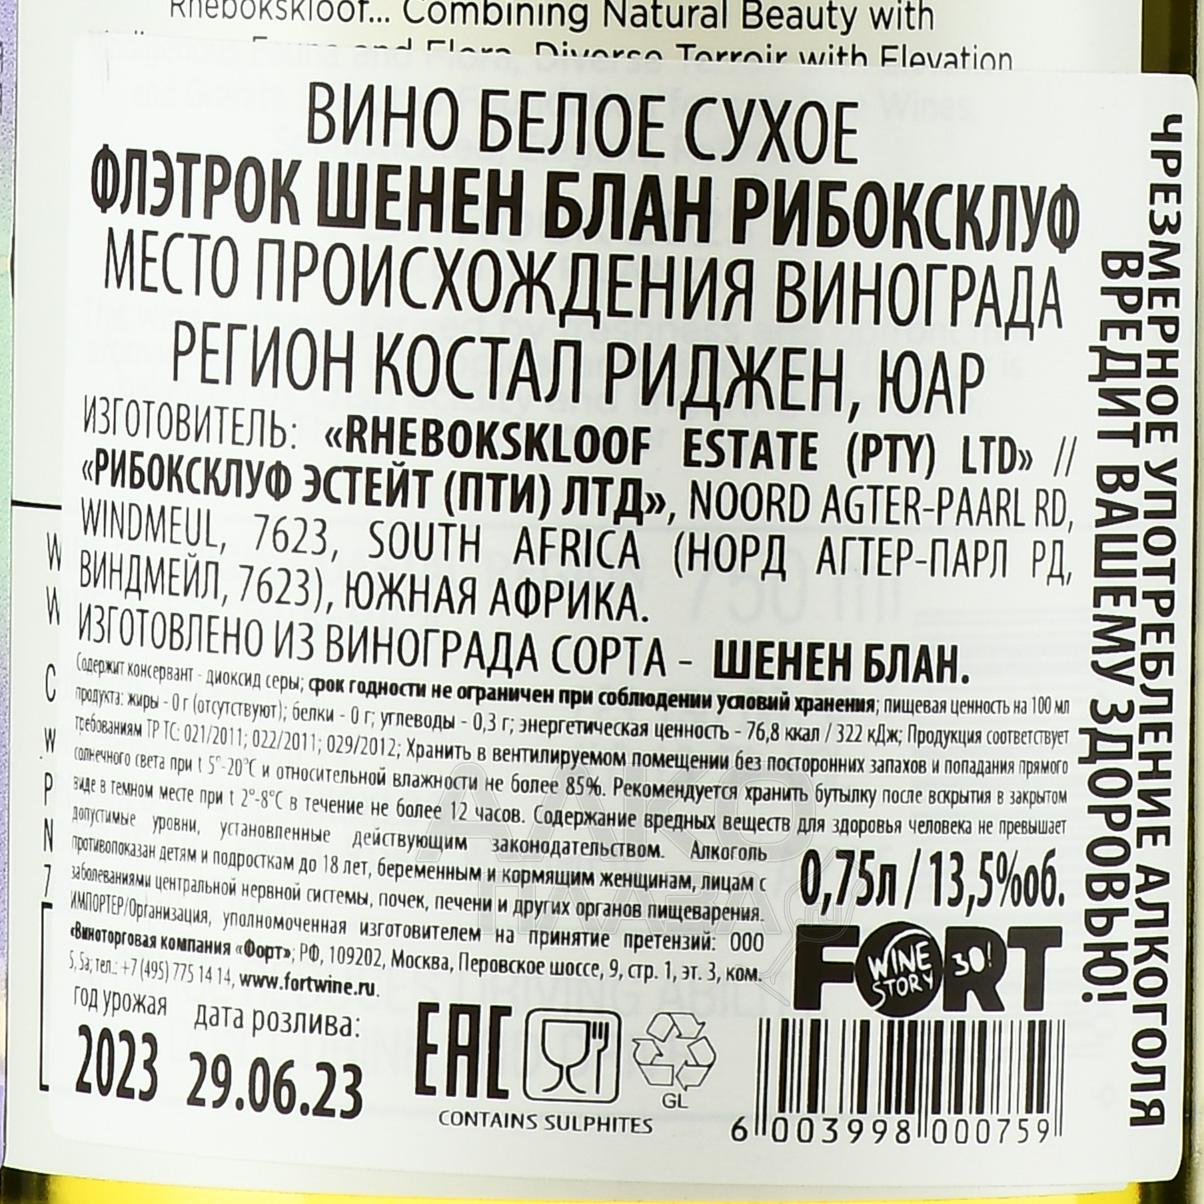 Rhebokskloof... Combining Natural Beauty with
Fauna and Flora, Diverse Terroir with Elevation
ВИНО БЕЛОЕ СУХОЕ
ФЛЭТРОК ШЕНЕН БЛАН РИБОКСКЛУФ
МЕСТО ПРОИСХОЖДЕНИЯ ВИНОГРАДА
РЕГИОН КОСТАЛ РИДЖЕН, ЮАР
ИЗГОТОВИТЕЛЬ: «RHEBOKSKLOOF ESTATE (PTY) LTD» //
«РИБОКСКЛУФ ЭСТЕЙТ (ПТИ) ЛТД», NOORD AGTER-PAARL RD,
WINDMEUL, 7623, SOUTH AFRICA (НОРД АГТЕР-ПАРЛ РД,
ВИНДМЕЙЛ, 7623), ЮЖНАЯ АФРИКА.
ИЗГОТОВЛЕНО ИЗ ВИНОГРАДА СОРТА - ШЕНЕН БЛАН.
Содержит консервант - диоксид серы; срок годности не ограничен при соблюдении условий хранения; пищевая ценность на 100 мл
продукта: жиры - 0 г (отсутствуют); белки - 0 г; углеводы - 0,3 г; энергетическая ценность - 76,8 ккал / 322 кДж; Продукция соответствует
требованиям ТР ТС: 021/2011; 022/2011; 029/2012; Хранить в вентилируемом помещении без посторонних запахов и попадания прямого
солнечного света при t 5°-20°С и относительной влажности не более 85%. Рекомендуется хранить бутылку после вскрытия в закрытом
виде в темном месте при t 2°-8°С в течение не более 12 часов. Содержание вредных веществ для здоровья человека не превышает
допустимые уровни, установленные действующим законодательством. Алкоголь
противопоказан детям и подросткам до 18 лет, беременным и кормящим женщинам, лицам с
заболеваниями центральной нервной системы, почек, печени и других органов пищеварения.
ИМПОРТЕР/Организация, уполномоченная изготовителем на принятие претензий: ООО
«Виноторговая компания «Форт»; РФ, 109202, Москва, Перовское шоссе, 9, стр. 1, эт. 3, ком.
5, 5а; тел.: +7 (495) 775 14 14, www.fortwine.ru.
0,75л / 13,5%об.
FORT
WINE STORY 30!
год урожая
2023
дата розлива:
29.06.23
EAC
GL
CONTAINS SULPHITES
6 003998 000759
ЧРЕЗМЕРНОЕ УПОТРЕБЛЕНИЕ АЛКОГОЛЯ
ВРЕДИТ ВАШЕМУ ЗДОРОВЬЮ!